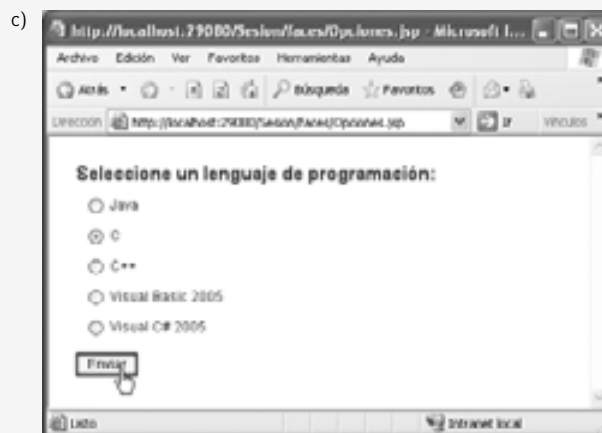 c)
http://localhost:29080/Sesion/faces/Opciones.jsp - Microsoft I...
Archivo Edición Ver Favoritos Herramientas Ayuda
Atrás Búsqueda Favoritos
Dirección http://localhost:29080/Sesion/faces/Opciones.jsp Ir Vínculos
Seleccione un lenguaje de programación:
Java
C
C++
Visual Basic 2005
Visual C# 2005
Enviar
Listo Intranet local